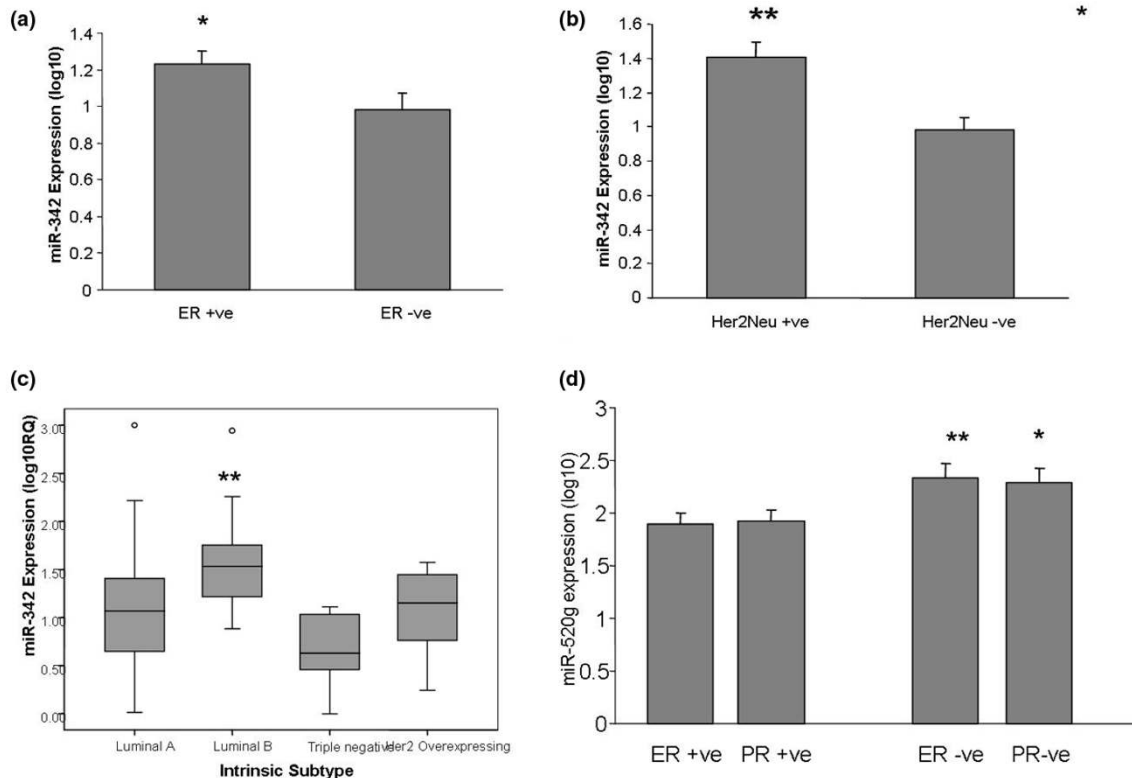 (a)
*
1.4
1.2
1
0.8
0.6
0.4
0.2
0
miR-342 Expression (log10)
ER +ve
ER -ve
(b)
**
*
1.6
1.4
1.2
1
0.8
0.6
0.4
0.2
0
miR-342 Expression (log10)
Her2Neu +ve
Her2Neu -ve
(c)
3.00
2.50
2.00
1.50
1.00
0.50
0.00
**
miR-342 Expression (log10RQ)
Luminal A
Luminal B
Triple negative
Her2 Overexpressing
Intrinsic Subtype
(d)
3
2.5
2
1.5
1
0.5
0
**
*
miR-520g expression (log10)
ER +ve
PR +ve
ER -ve
PR-ve